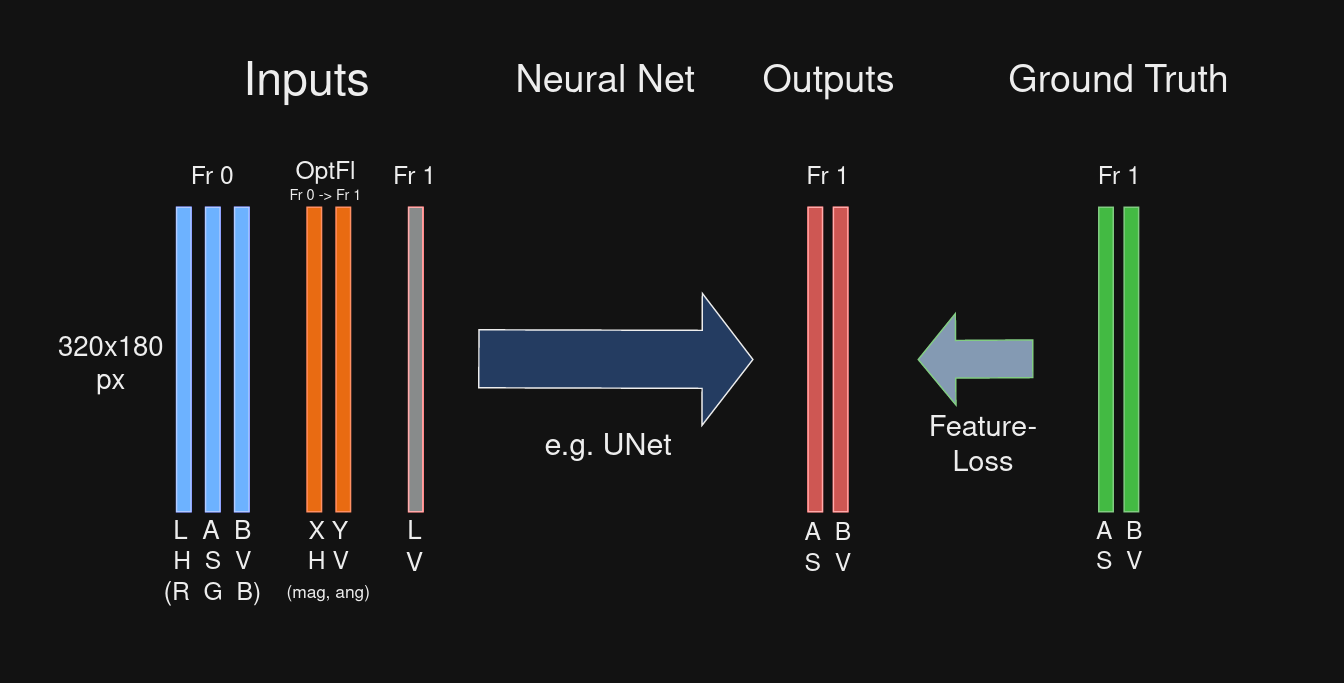 Inputs
Neural Net
Outputs
Ground Truth
Fr 0
OptFl
Fr 0 -> Fr 1
Fr 1
Fr 1
Fr 1
320x180
px
e.g. UNet
Feature-
Loss
L A B
H S V
(R G B)
X Y
H V
(mag, ang)
L
V
A B
S V
A B
S V